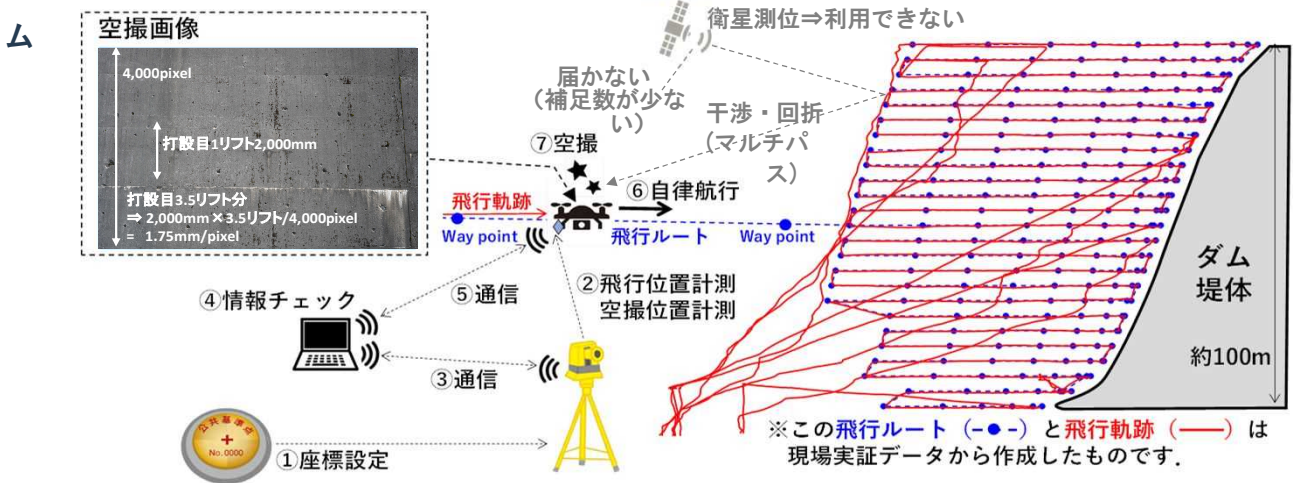 ム
空撮画像
4,000pixel
打設目1リフト2,000mm
打設目3.5リフト分
⇒ 2,000mm×3.5リフト/4,000pixel
= 1.75mm/pixel
衛星測位⇒利用できない
届かない
(補足数が少な
い)
干渉・回折
(マルチパ
ス)
⑦空撮
⑥自律航行
飛行軌跡
Way point
飛行ルート
Way point
②飛行位置計測
空撮位置計測
④情報チェック
⑤通信
③通信
公共基準点
No.0000
①座標設定
ダム
堤体
約100m
※この飛行ルート(-●-)と飛行軌跡(──)は
現場実証データから作成したものです.